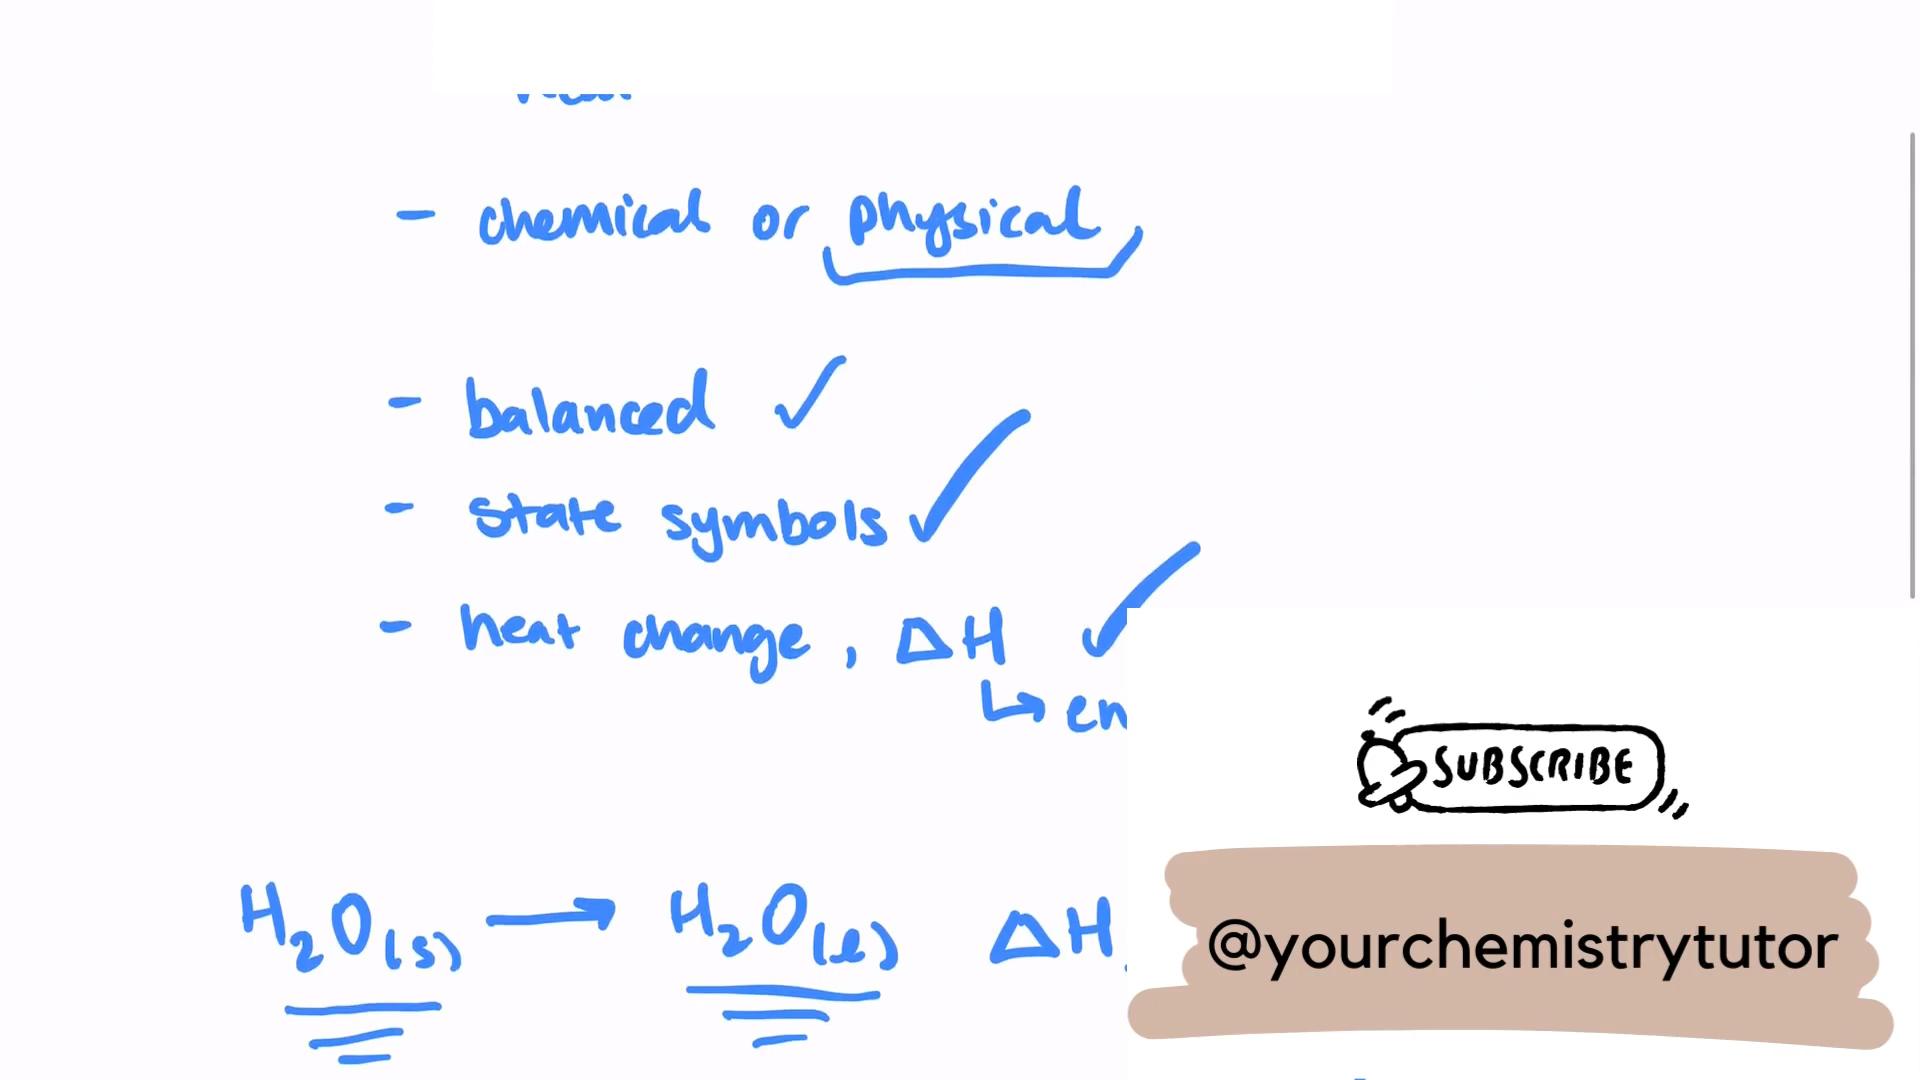 - chemical or physical,
- balanced ✓
- state symbols ✓
- heat change, ΔH ✓
↳ en
H₂O(s) → H₂O(l) ΔH
SUBSCRIBE
@yourchemistrytutor